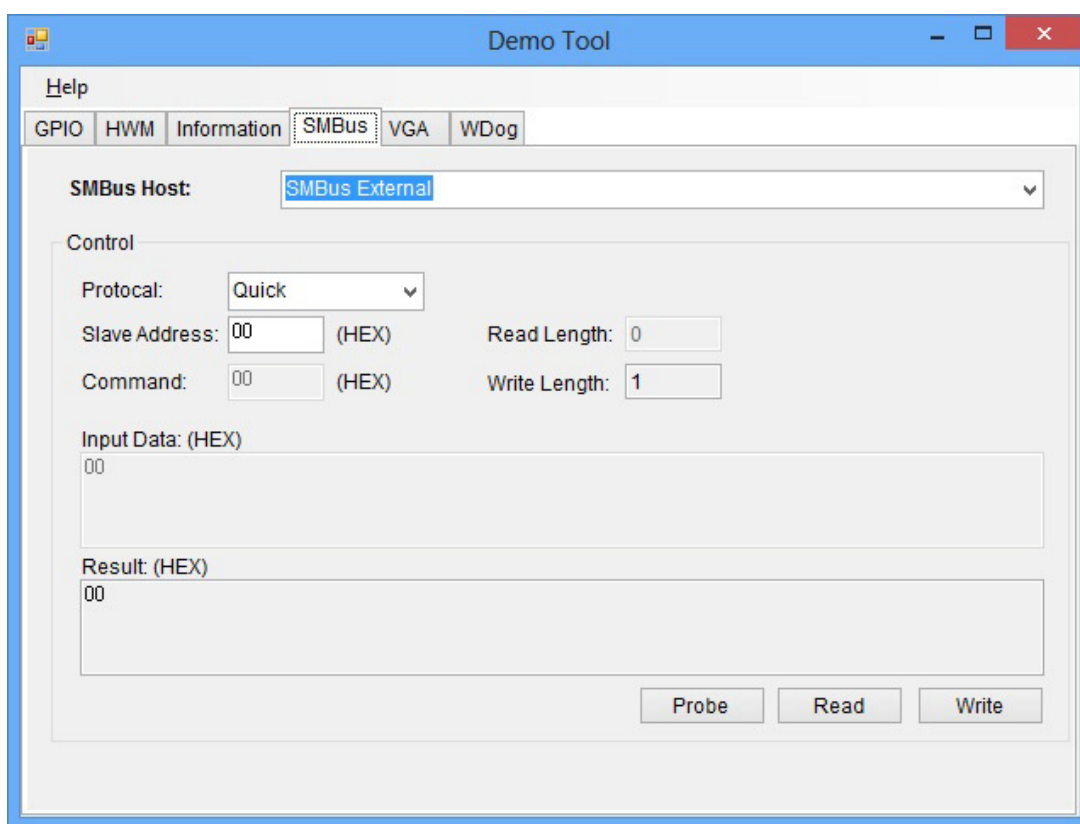 Demo Tool
Help
GPIO HWM Information SMBus VGA WDog
SMBus Host: SMBus External
Control
Protocal: Quick
Slave Address: 00 (HEX) Read Length: 0
Command: 00 (HEX) Write Length: 1
Input Data: (HEX)
00
Result: (HEX)
00
Probe Read Write